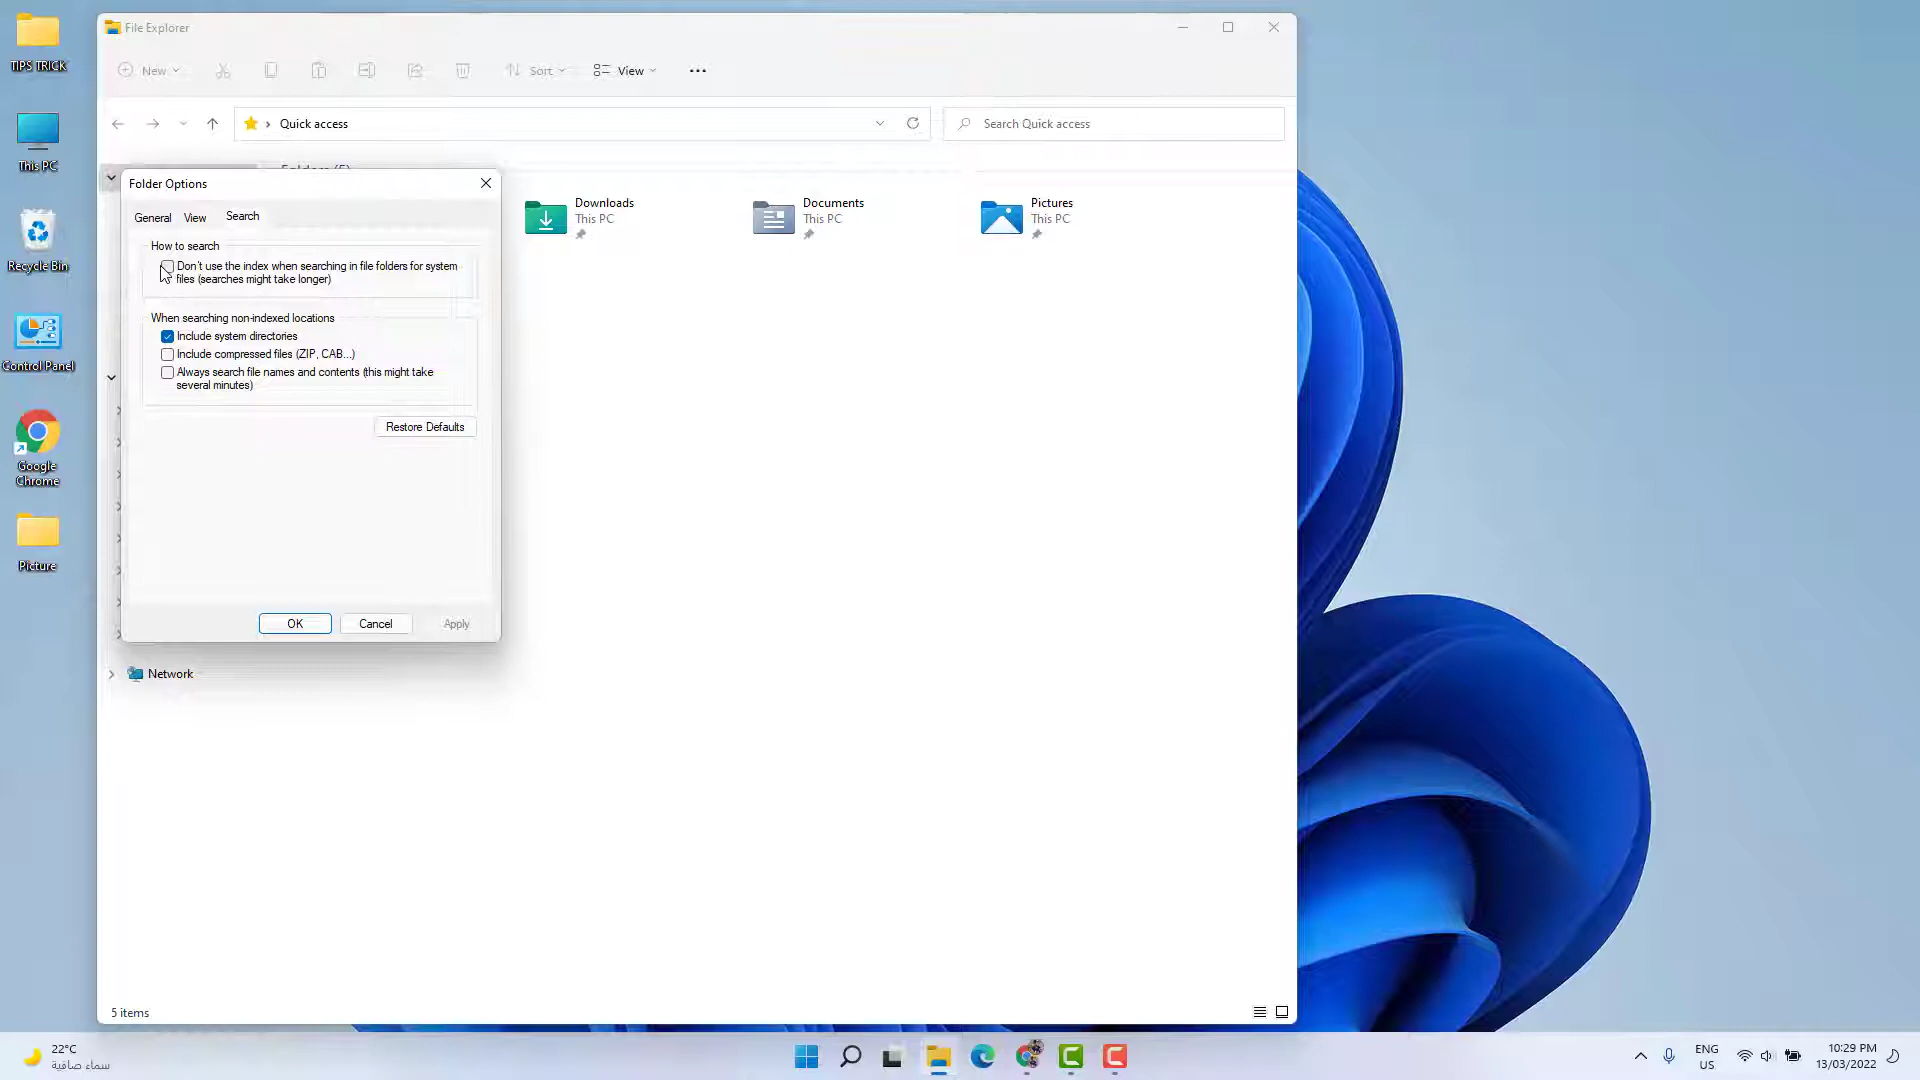 TIPS TRICK
This PC
Recycle Bin
Control Panel
Google
Chrome
Picture
File Explorer
New
Sort
View
Quick access
Search Quick access
Folder Options
General
View
Search
How to search
Don't use the index when searching in file folders for system
files (searches might take longer)
When searching non-indexed locations
Include system directories
Include compressed files (ZIP, CAB...)
Always search file names and contents (this might take
several minutes)
Restore Defaults
OK
Cancel
Apply
Downloads
This PC
Documents
This PC
Pictures
This PC
Network
5 items
22°C
سماء صافية
ENG
US
10:29 PM
13/03/2022